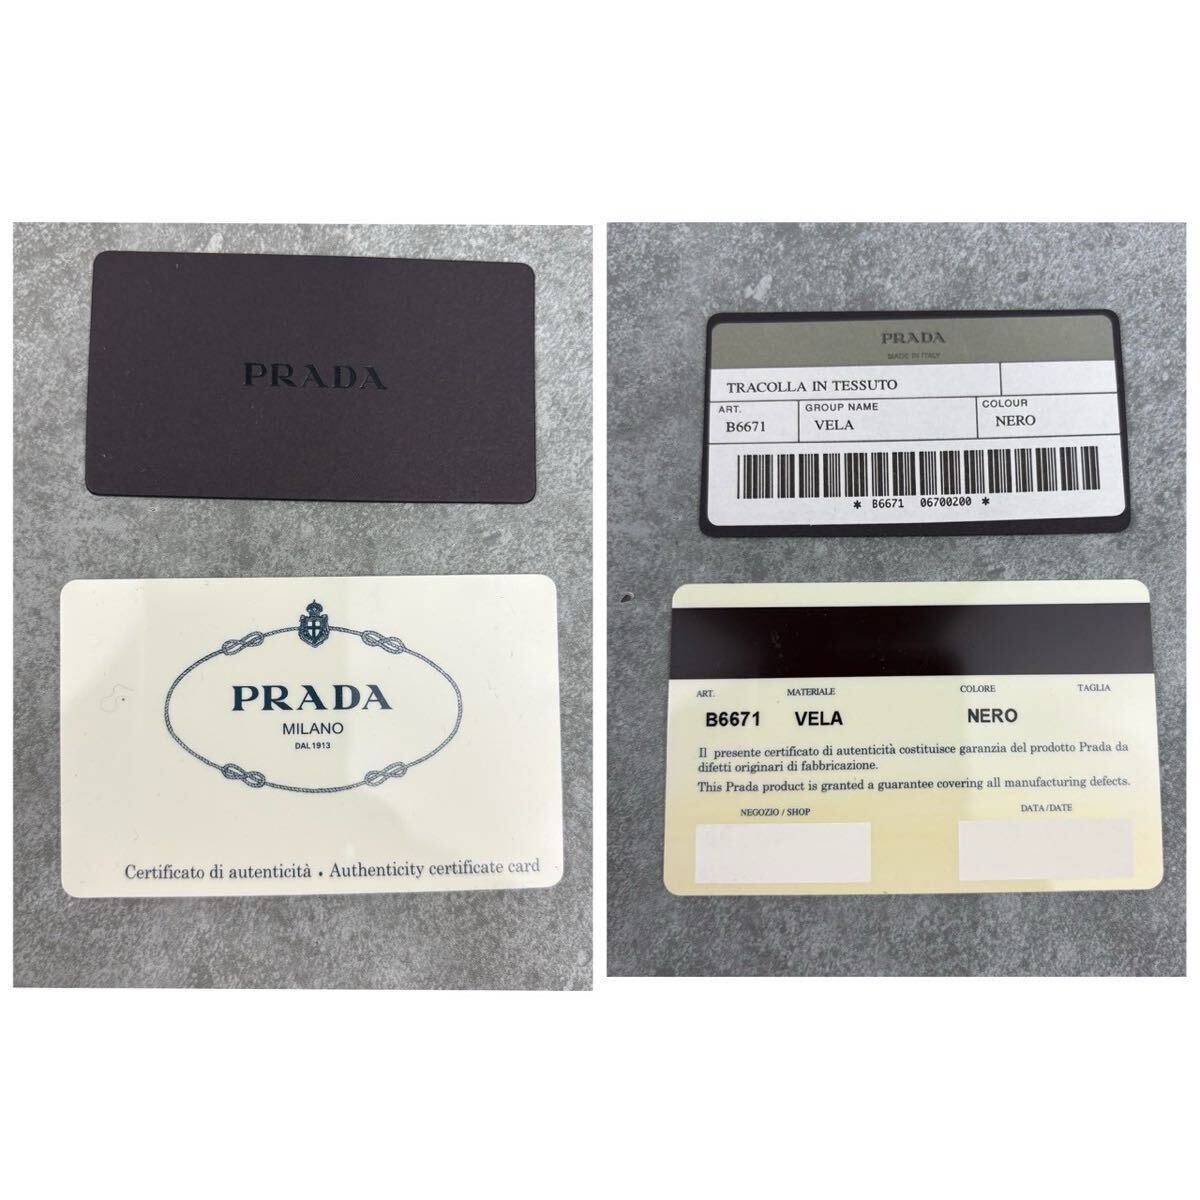 PRADA
PRADA
MILANO
DAL 1913
Certificato di autenticità • Authenticity certificate card
PRADA
MADE IN ITALY
TRACOLLA IN TESSUTO
ART. GROUP NAME COLOUR
B6671 VELA NERO
* B6671 06700200 *
ART. MATERIALE COLORE TAGLIA
B6671 VELA NERO
Il presente certificato di autenticità costituisce garanzia del prodotto Prada da
difetti originari di fabbricazione.
This Prada product is granted a guarantee covering all manufacturing defects.
NEGOZIO / SHOP DATA/DATE